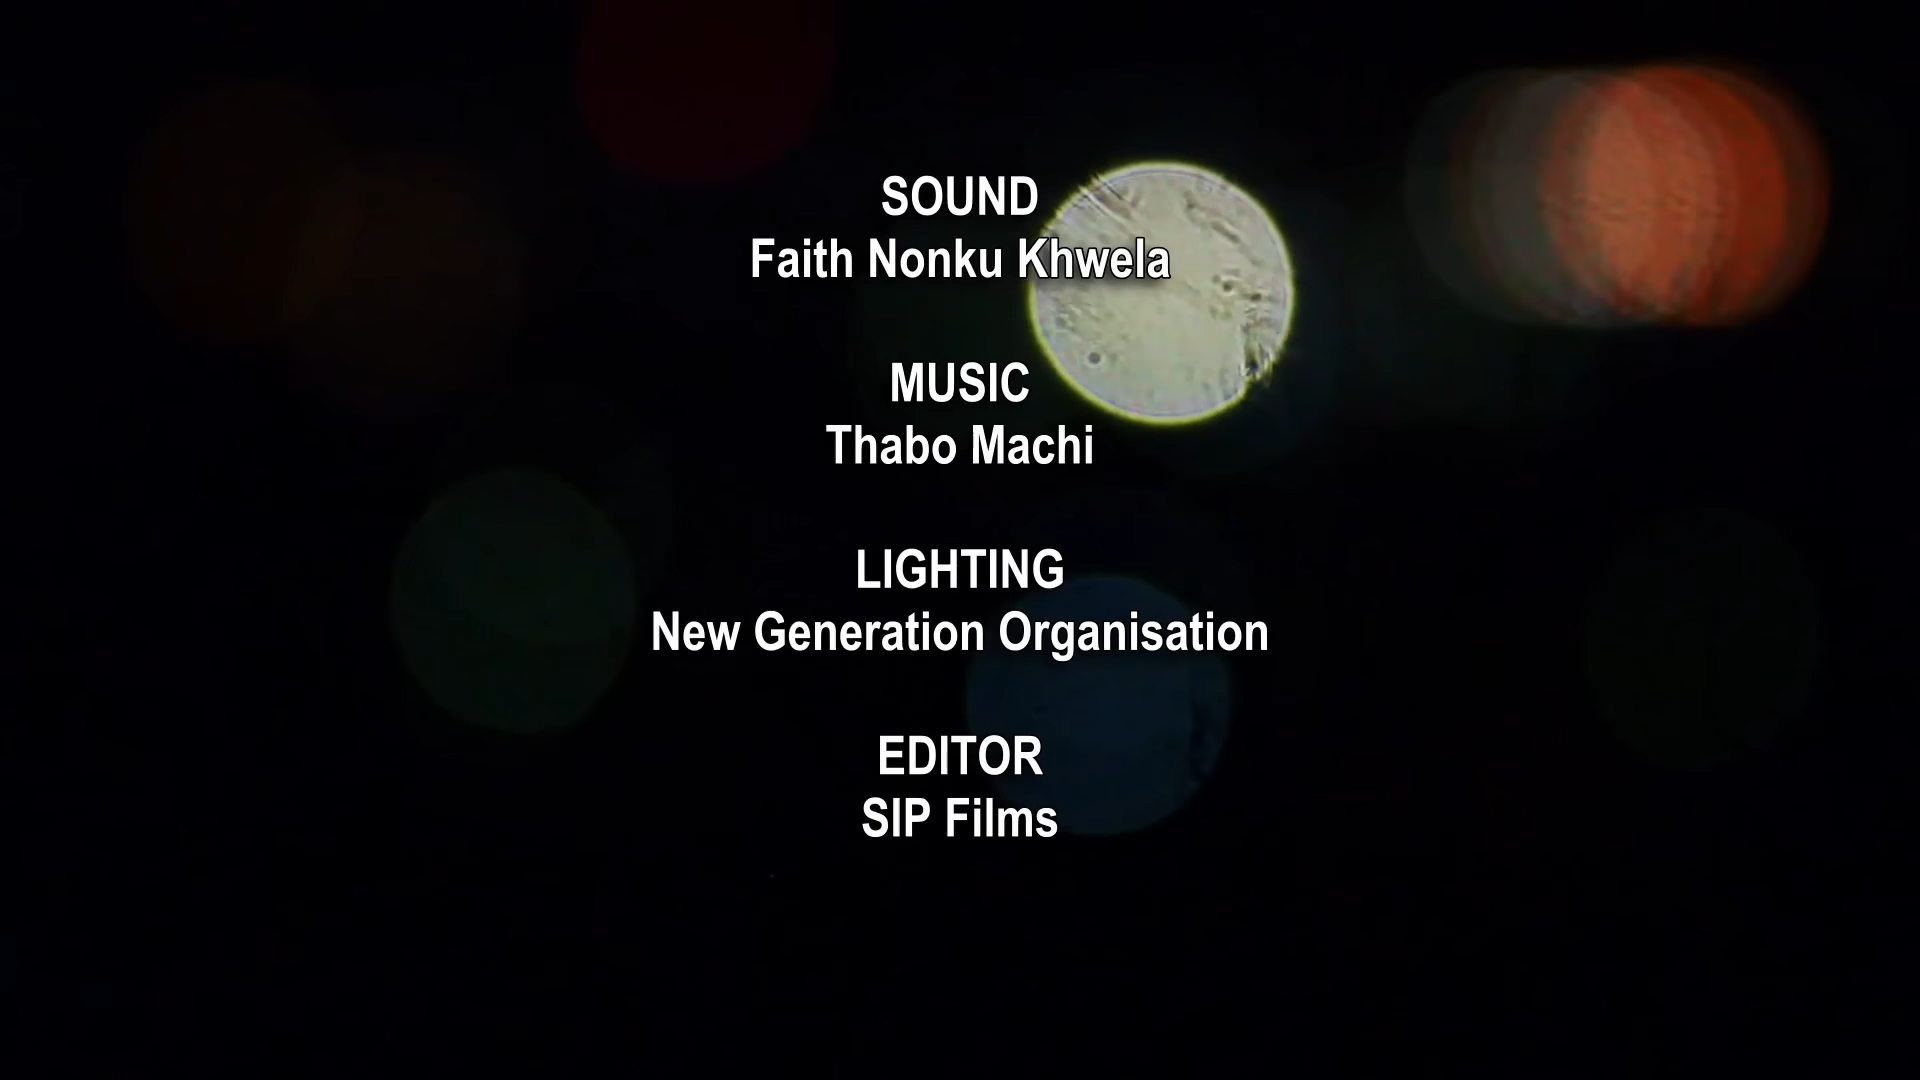 SOUND
Faith Nonku Khwela
MUSIC
Thabo Machi
LIGHTING
New Generation Organisation
EDITOR
SIP Films